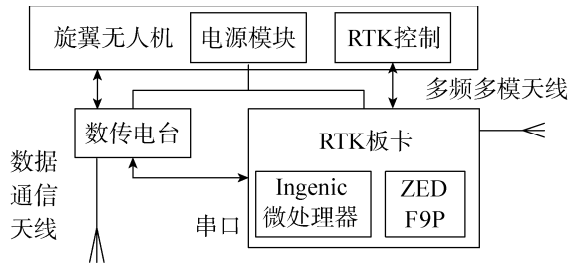 旋翼无人机
电源模块
RTK控制
多频多模天线
数传电台
RTK板卡
数据
通信
天线
Ingenic
微处理器
ZED
F9P
串口